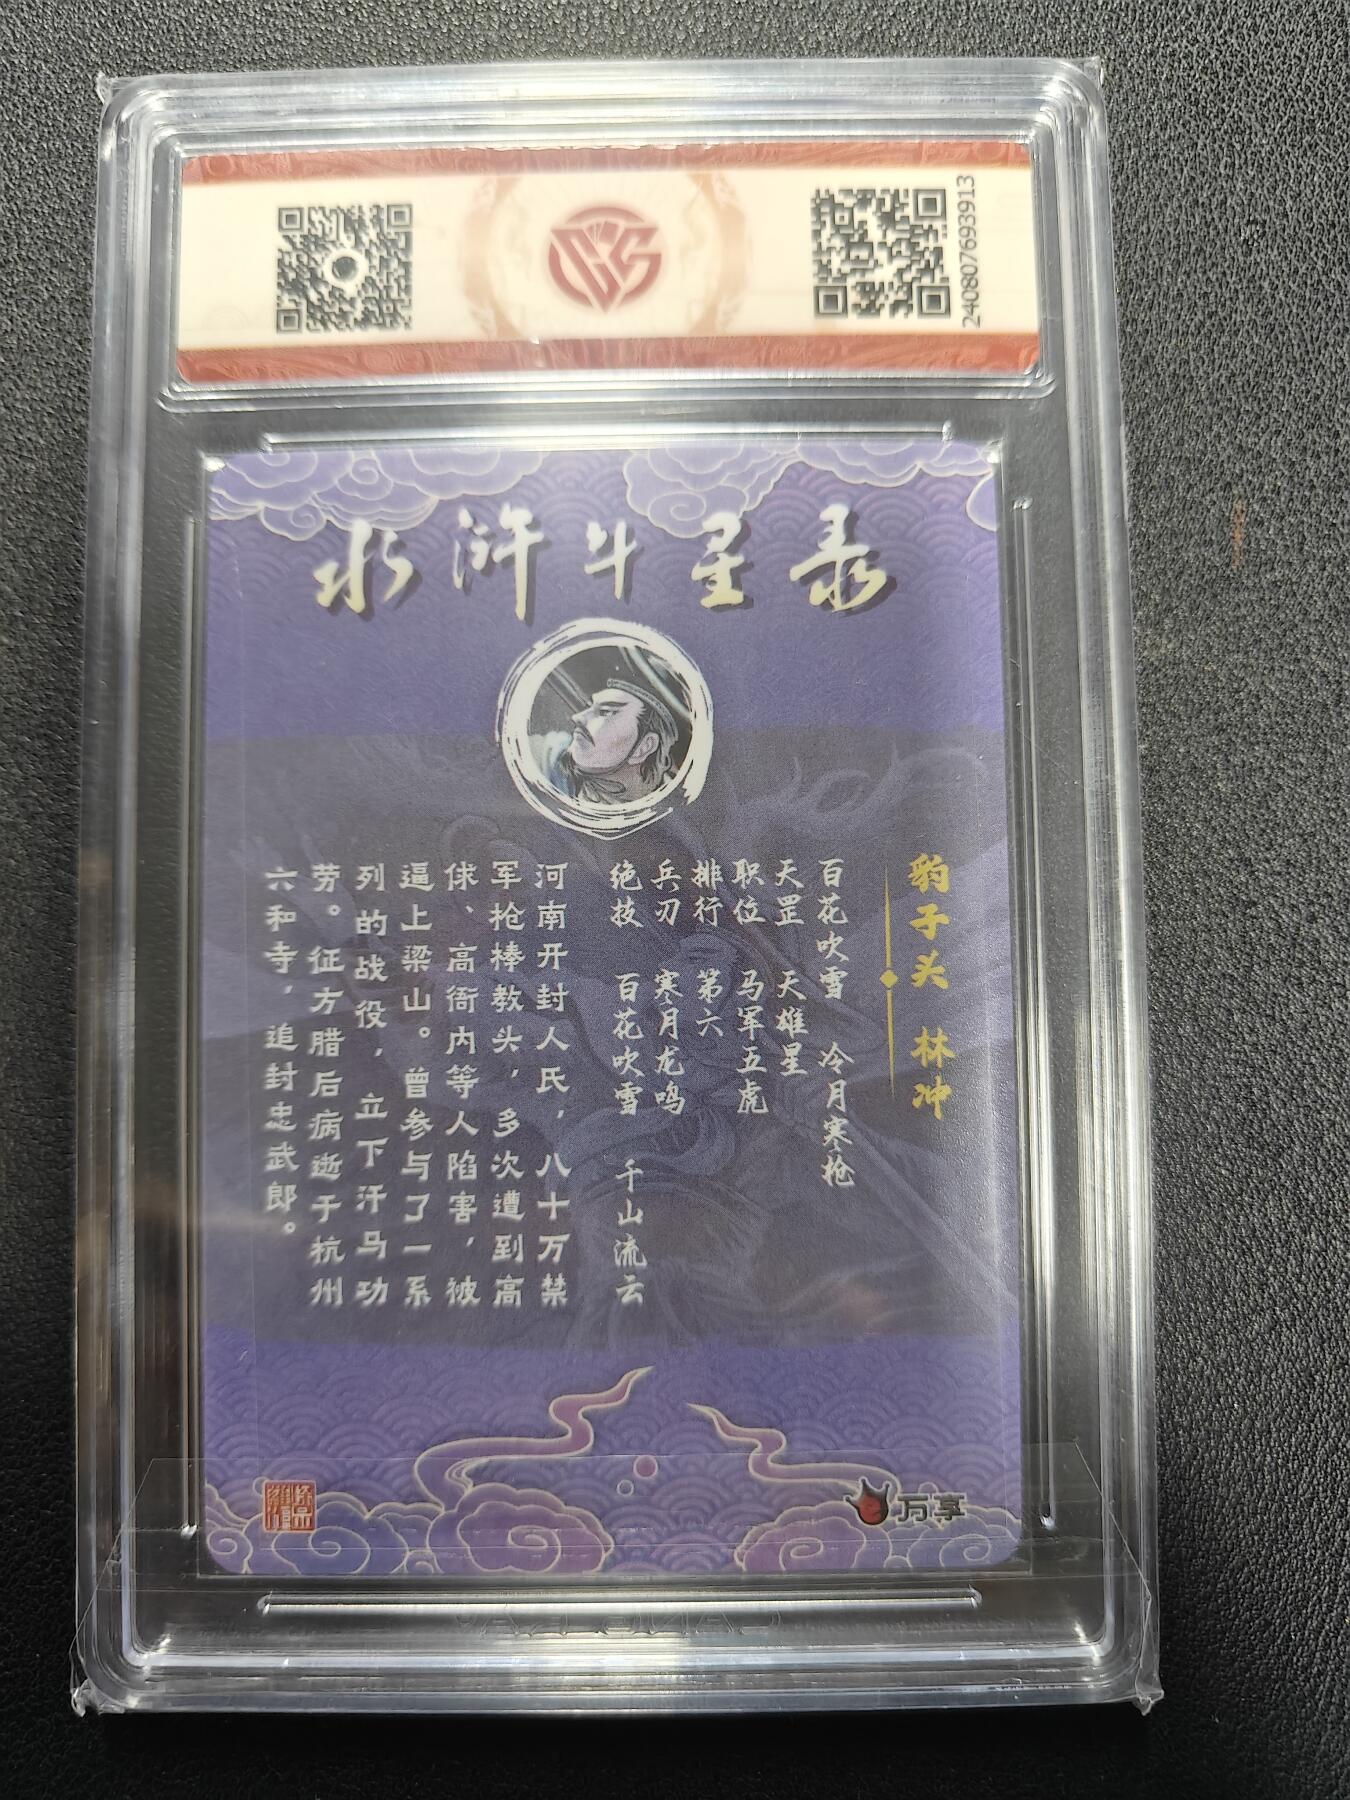 2408076939​13
水浒斗星录
豹子头 林冲
百花吹雪 冷月寒枪
天罡 天雄星
职位 马军五虎
排行 第六
兵刃 寒月龙鸣
绝技 百花吹雪 千山流云
河南开封人氏，八十万禁
军枪棒教头，多次遭到高
俅、高衙内等人陷害，被
逼上梁山。曾参与了一系
列的战役，立下汗马功
劳。征方腊后病逝于杭州
六和寺，追封忠武郎。
万享